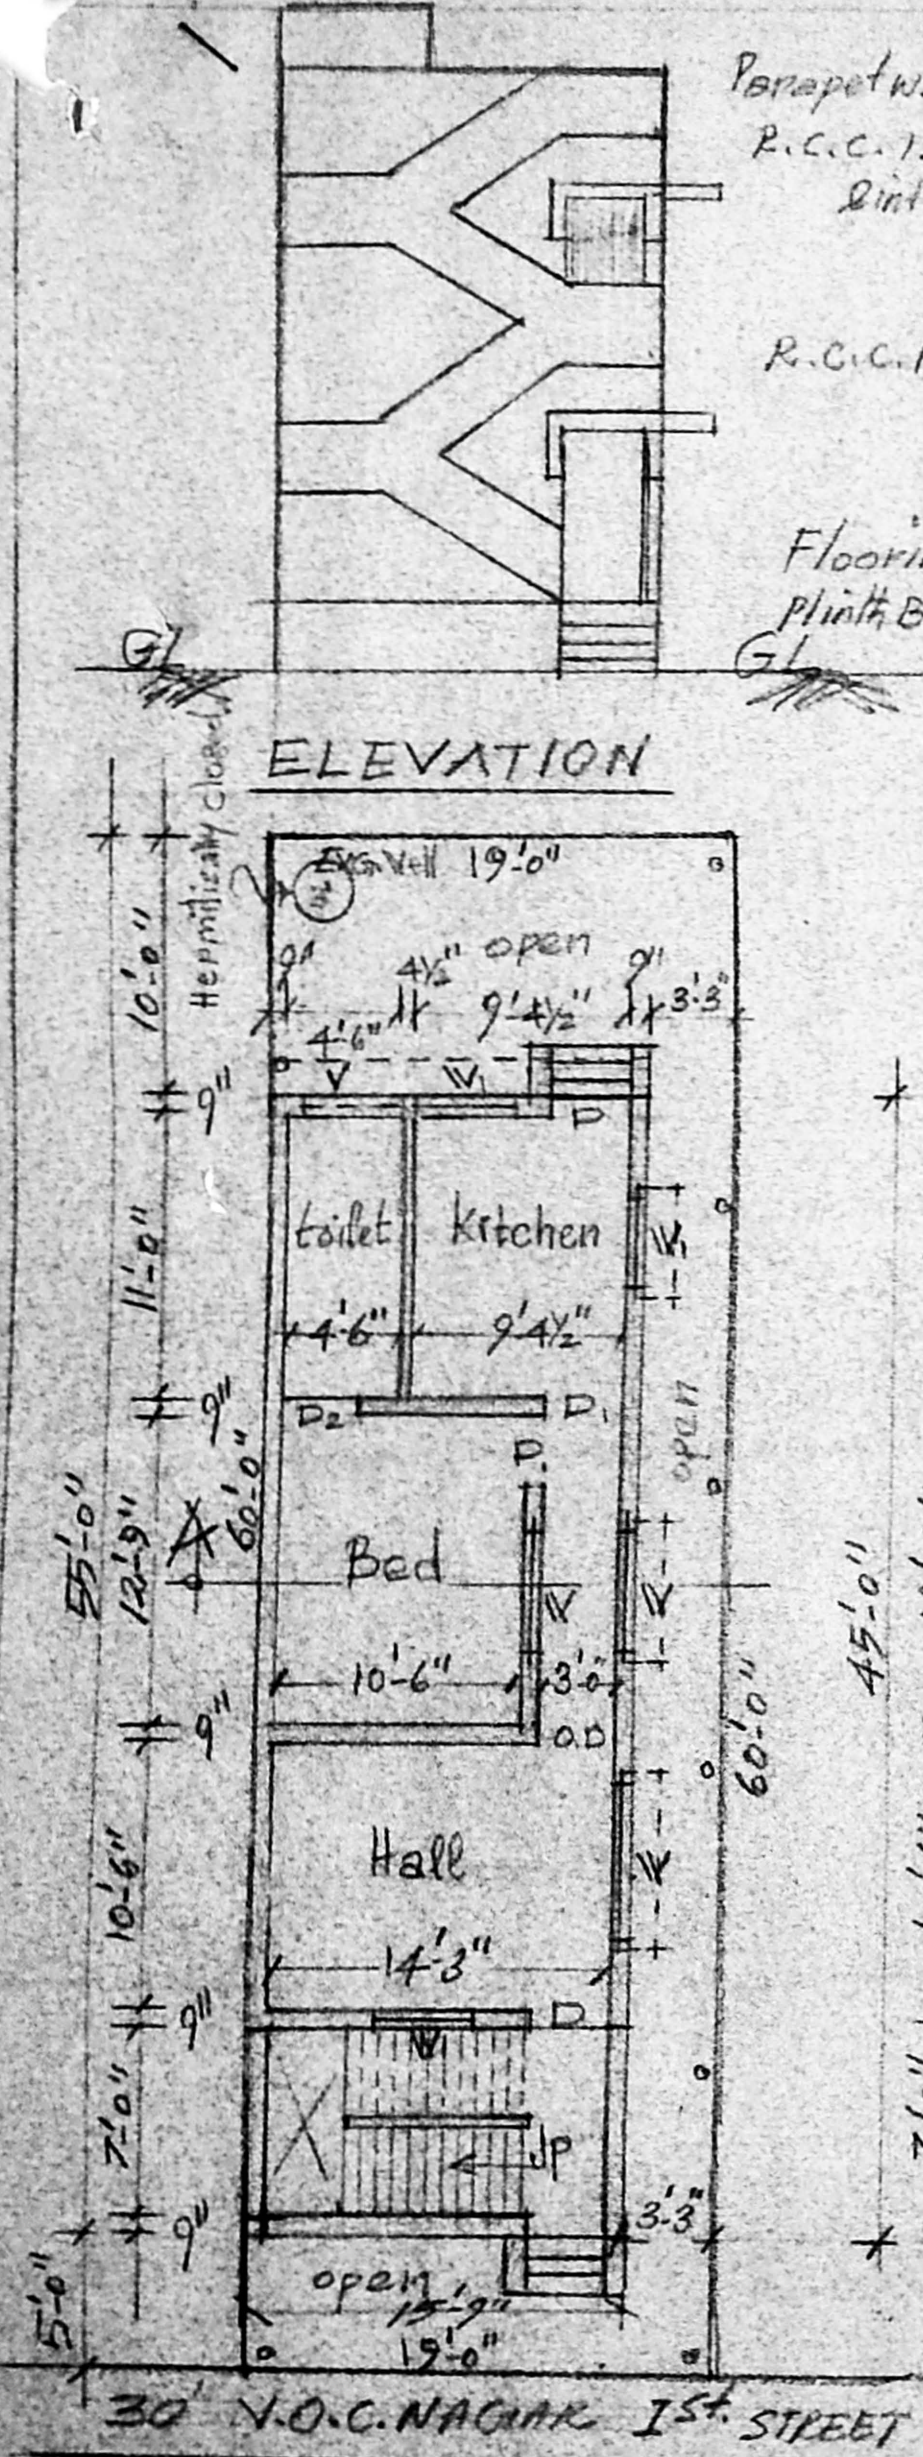 Parapet w
R.C.C.
Lint
R.C.C.
Floorin
Plinth B
GL
GL
ELEVATION
Hermitically closed
Exg. Well 19'-0"
open
9"
4½"
9"
4'-6"
9'-4½"
3'-3"
10'-0"
V
W1
9"
D
toilet
Kitchen
W1
11'-0"
4'-6"
9'-4½"
9"
D2
D1
open
60'-0"
D.
55'-0"
12'-9"
A
Bed
W
W
45'-0"
10'-6"
3'-0"
9"
O.D
60'-0"
10'-6"
Hall
W
14'-3"
9"
D
W
7'-0"
UP
9"
3'-3"
5'-0"
open
15'-9"
19'-0"
30' V.O.C. NAGAR Ist. STREET